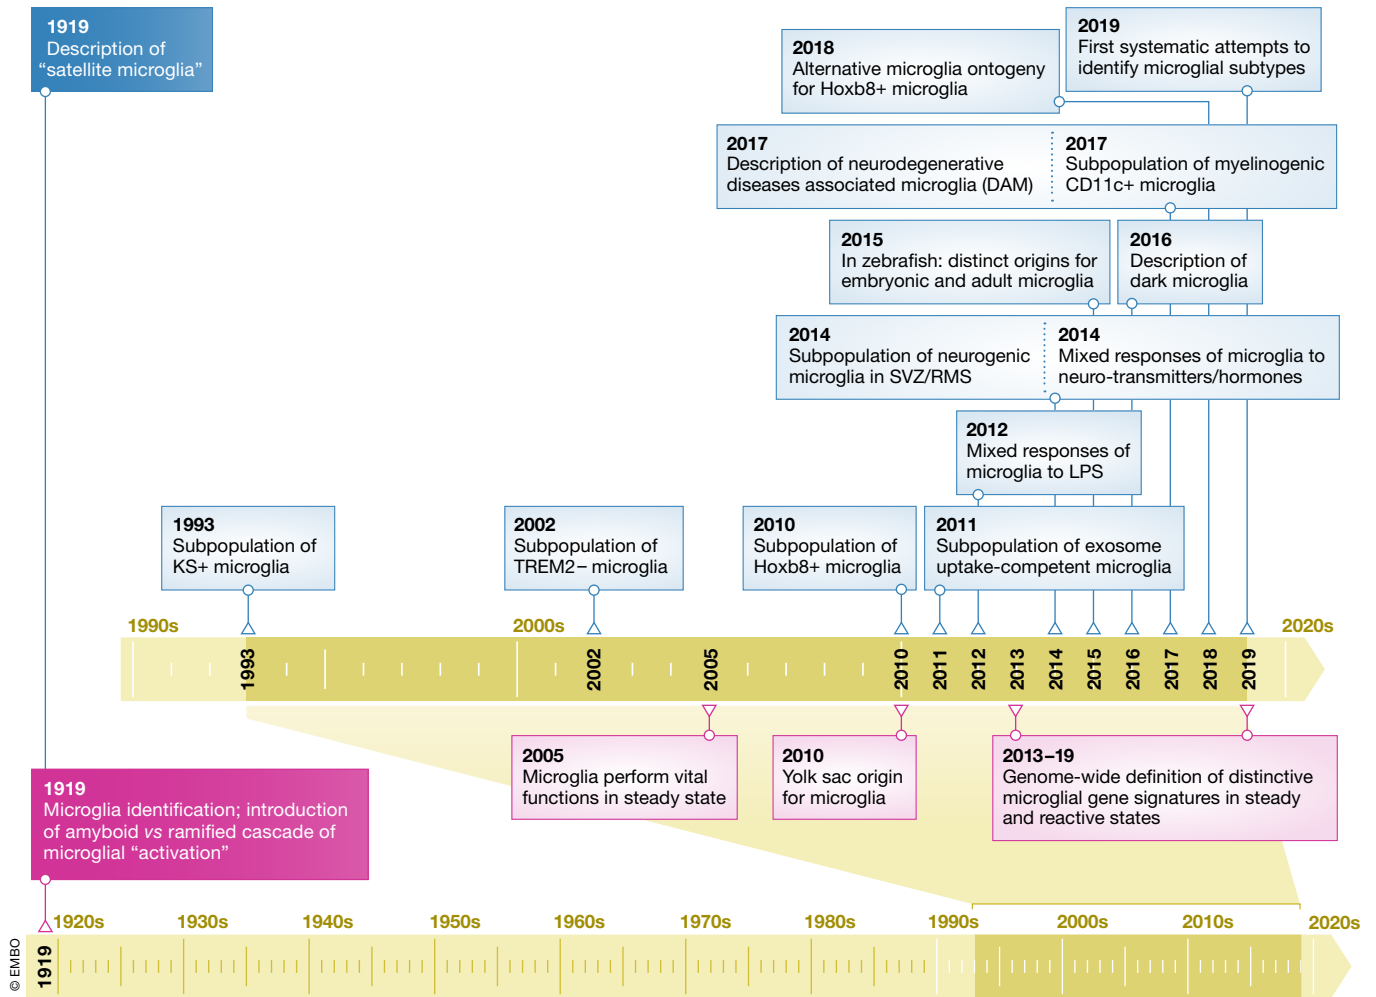 1919
Description of
“satellite microglia”
2018
Alternative microglia ontogeny
for Hoxb8+ microglia
2019
First systematic attempts to
identify microglial subtypes
2017
Description of neurodegenerative
diseases associated microglia (DAM)
2017
Subpopulation of myelinogenic
CD11c+ microglia
2015
In zebrafish: distinct origins for
embryonic and adult microglia
2016
Description of
dark microglia
2014
Subpopulation of neurogenic
microglia in SVZ/RMS
2014
Mixed responses of microglia to
neuro-transmitters/hormones
2012
Mixed responses of
microglia to LPS
1993
Subpopulation of
KS+ microglia
2002
Subpopulation of
TREM2– microglia
2010
Subpopulation of
Hoxb8+ microglia
2011
Subpopulation of exosome
uptake-competent microglia
1990s 2000s 2020s
1993 2002 2005 2010 2011 2012 2013 2014 2015 2016 2017 2018 2019
2005
Microglia perform vital
functions in steady state
2010
Yolk sac origin
for microglia
2013–19
Genome-wide definition of distinctive
microglial gene signatures in steady
and reactive states
1919
Microglia identification; introduction
of amyboid vs ramified cascade of
microglial “activation”
1920s 1930s 1940s 1950s 1960s 1970s 1980s 1990s 2000s 2010s 2020s
1919
© EMBO